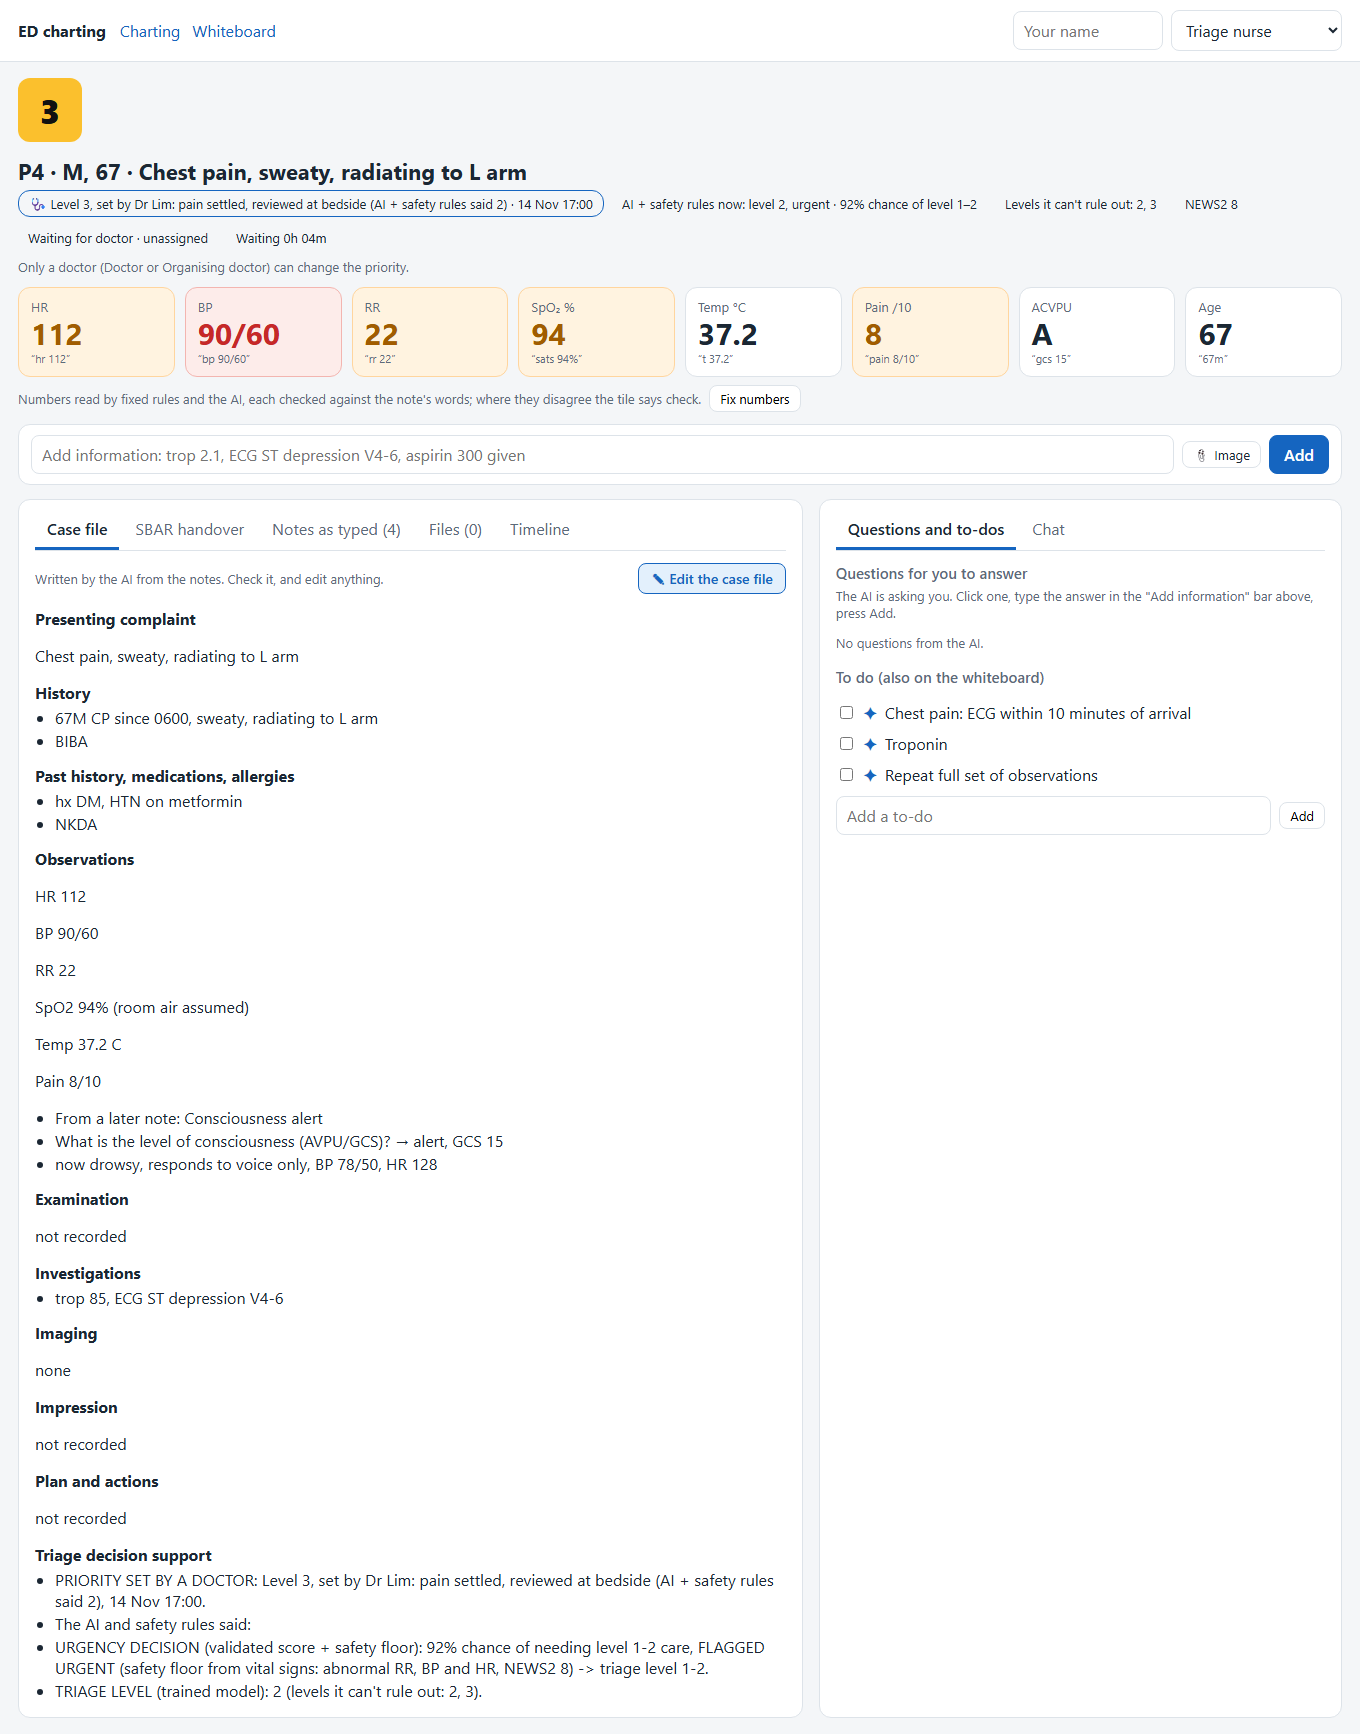 ED charting Charting Whiteboard Your name Triage nurse
3
P4 · M, 67 · Chest pain, sweaty, radiating to L arm
Level 3, set by Dr Lim: pain settled, reviewed at bedside (AI + safety rules said 2) · 14 Nov 17:00 AI + safety rules now: level 2, urgent · 92% chance of level 1–2 Levels it can't rule out: 2, 3 NEWS2 8
Waiting for doctor · unassigned Waiting 0h 04m
Only a doctor (Doctor or Organising doctor) can change the priority.
HR BP RR SpO₂ % Temp °C Pain /10 ACVPU Age
112 90/60 22 94 37.2 8 A 67
"hr 112" "bp 90/60" "rr 22" "sats 94%" "t 37.2" "pain 8/10" "gcs 15" "67m"
Numbers read by fixed rules and the AI, each checked against the note's words; where they disagree the tile says check. Fix numbers
Add information: trop 2.1, ECG ST depression V4-6, aspirin 300 given Image Add
Case file SBAR handover Notes as typed (4) Files (0) Timeline
Written by the AI from the notes. Check it, and edit anything. Edit the case file
Presenting complaint
Chest pain, sweaty, radiating to L arm
History
67M CP since 0600, sweaty, radiating to L arm
BIBA
Past history, medications, allergies
hx DM, HTN on metformin
NKDA
Observations
HR 112
BP 90/60
RR 22
SpO2 94% (room air assumed)
Temp 37.2 C
Pain 8/10
From a later note: Consciousness alert
What is the level of consciousness (AVPU/GCS)? → alert, GCS 15
now drowsy, responds to voice only, BP 78/50, HR 128
Examination
not recorded
Investigations
trop 85, ECG ST depression V4-6
Imaging
none
Impression
not recorded
Plan and actions
not recorded
Triage decision support
PRIORITY SET BY A DOCTOR: Level 3, set by Dr Lim: pain settled, reviewed at bedside (AI + safety rules
said 2), 14 Nov 17:00.
The AI and safety rules said:
URGENCY DECISION (validated score + safety floor): 92% chance of needing level 1-2 care, FLAGGED
URGENT (safety floor from vital signs: abnormal RR, BP and HR, NEWS2 8) -> triage level 1-2.
TRIAGE LEVEL (trained model): 2 (levels it can't rule out: 2, 3).
Questions and to-dos Chat
Questions for you to answer
The AI is asking you. Click one, type the answer in the "Add information" bar above,
press Add.
No questions from the AI.
To do (also on the whiteboard)
Chest pain: ECG within 10 minutes of arrival
Troponin
Repeat full set of observations
Add a to-do Add